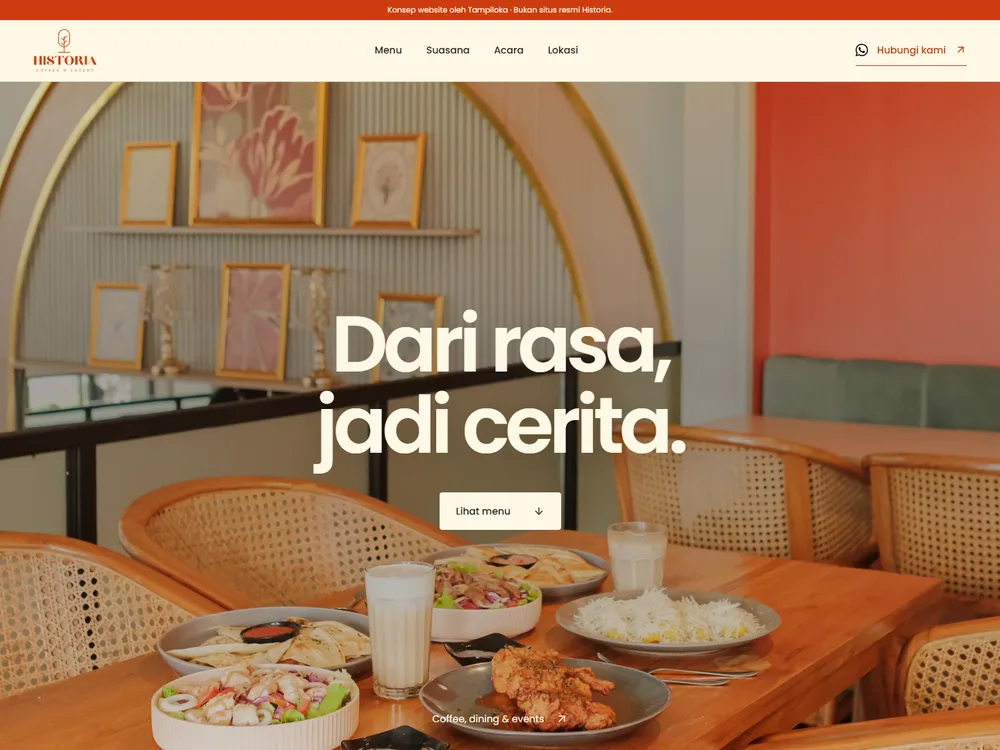 Konsep website oleh Tampiloka · Bukan situs resmi Historia.
HISTORIA
Menu
Suasana
Acara
Lokasi
Hubungi kami
Dari rasa,
jadi cerita.
Lihat menu
Coffee, dining & events